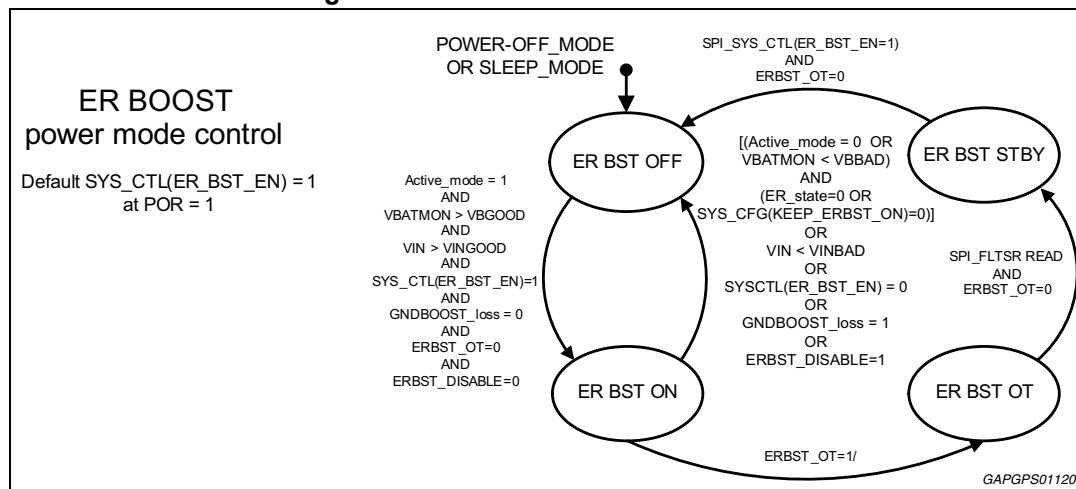 g
ER BOOST
power mode control
Default SYS_CTL(ER_BST_EN) = 1
at POR = 1
POWER-OFF_MODE
OR SLEEP_MODE
SPI_SYS_CTL(ER_BST_EN=1)
AND
ERBST_OT=0
ER BST OFF
ER BST STBY
Active_mode = 1
AND
VBATMON > VBGOOD
AND
VIN > VINGOOD
AND
SYS_CTL(ER_BST_EN)=1
AND
GNDBOOST_loss = 0
AND
ERBST_OT=0
AND
ERBST_DISABLE=0
[(Active_mode = 0 OR
VBATMON < VBBAD)
AND
(ER_state=0 OR
SYS_CFG(KEEP_ERBST_ON)=0)]
OR
VIN < VINBAD
OR
SYSCTL(ER_BST_EN) = 0
OR
GNDBOOST_loss = 1
OR
ERBST_DISABLE=1
SPI_FLTSR READ
AND
ERBST_OT=0
ER BST ON
ER BST OT
ERBST_OT=1/
GAPGPS01120